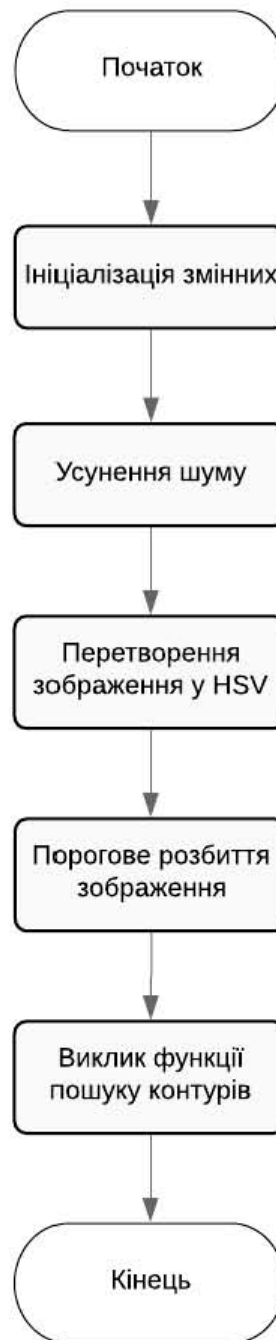 Початок
Ініціалізація змінних
Усунення шуму
Перетворення
зображення у HSV
Порогове розбиття
зображення
Виклик функції
пошуку контурів
Кінець